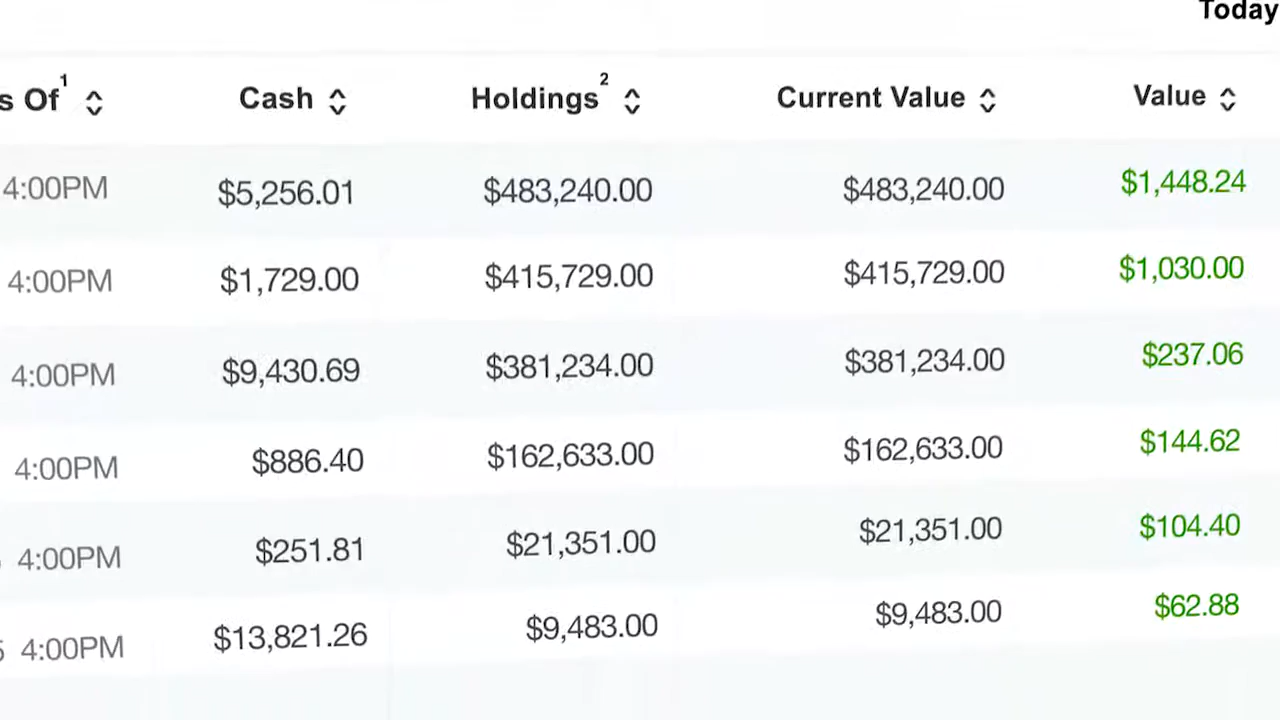 Today
s Of¹ Cash Holdings² Current Value Value
4:00PM $5,256.01 $483,240.00 $483,240.00 $1,448.24
4:00PM $1,729.00 $415,729.00 $415,729.00 $1,030.00
4:00PM $9,430.69 $381,234.00 $381,234.00 $237.06
4:00PM $886.40 $162,633.00 $162,633.00 $144.62
4:00PM $251.81 $21,351.00 $21,351.00 $104.40
4:00PM $13,821.26 $9,483.00 $9,483.00 $62.88